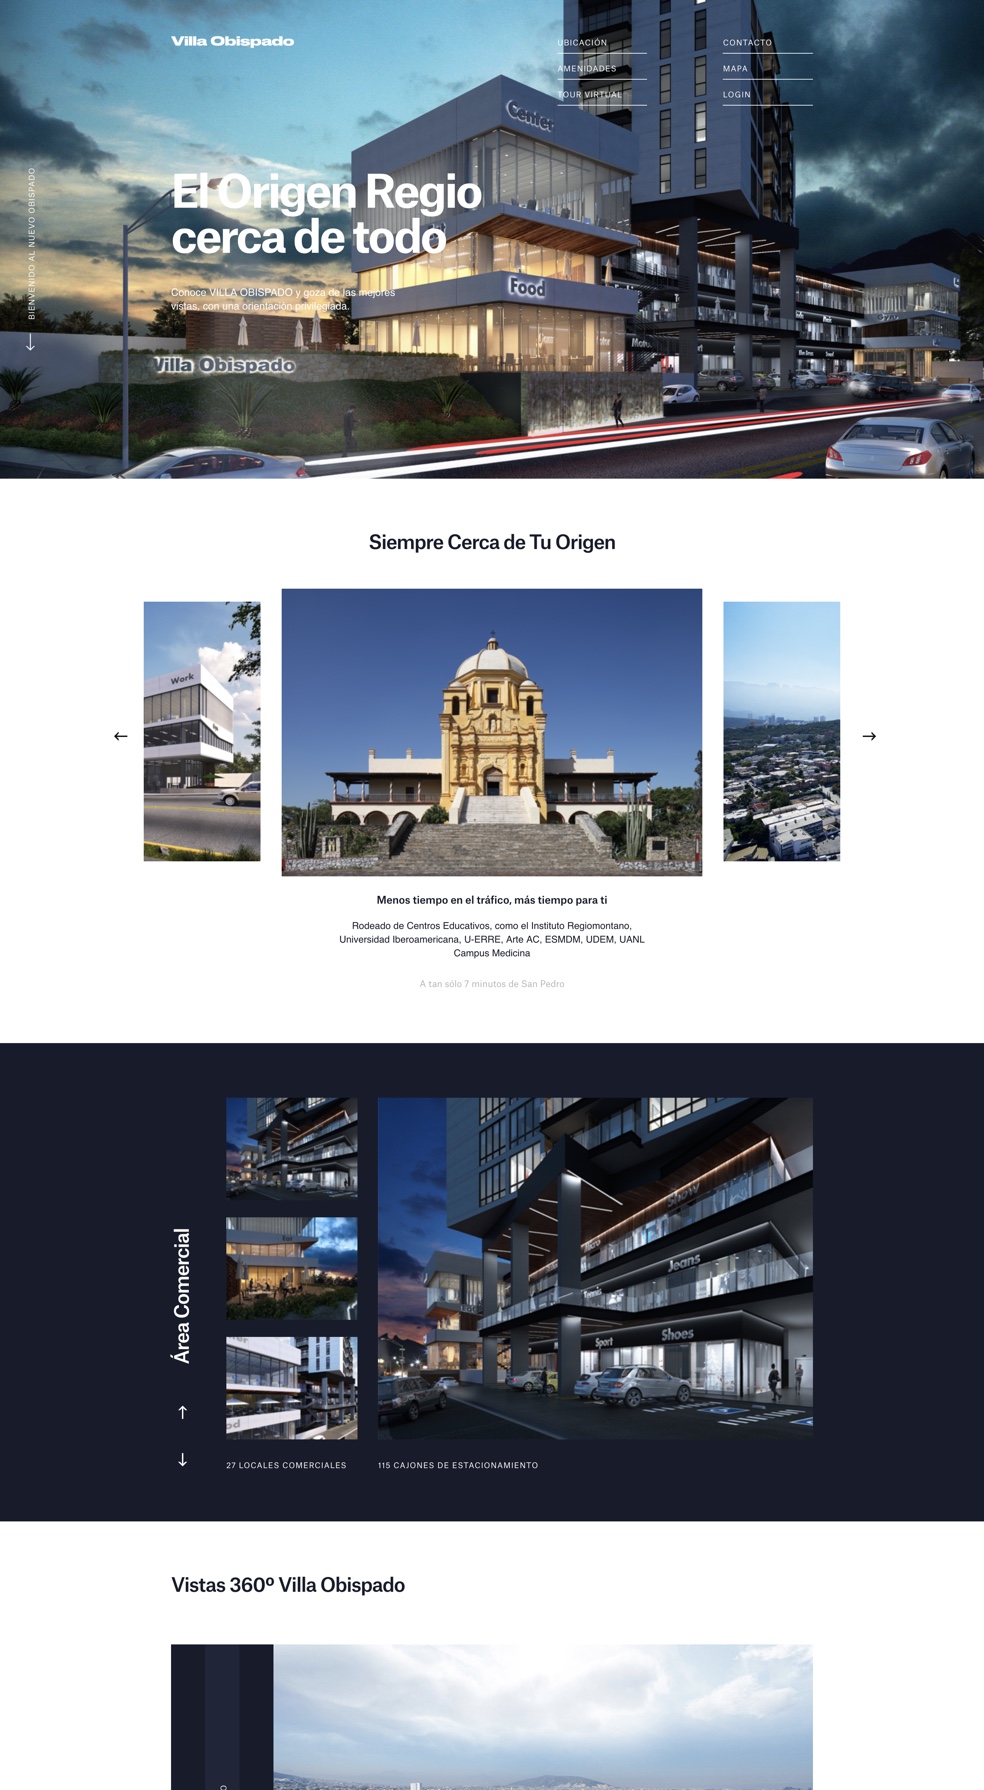 Villa Obispado
UBICACIÓN
AMENIDADES
TOUR VIRTUAL
CONTACTO
MAPA
LOGIN
BIENVENIDO AL NUEVO OBISPADO
Center
El Origen Regio
cerca de todo
Food
Conoce VILLA OBISPADO y goza de las mejores
vistas, con una orientación privilegiada.
Villa Obispado
Siempre Cerca de Tu Origen
Work
Menos tiempo en el tráfico, más tiempo para ti
Rodeado de Centros Educativos, como el Instituto Regiomontano,
Universidad Iberoamericana, U-ERRE, Arte AC, ESMDM, UDEM, UANL
Campus Medicina
A tan sólo 7 minutos de San Pedro
Área Comercial
Show
Micro
Jeans
Tennis
Sport
Shoes
27 LOCALES COMERCIALES
115 CAJONES DE ESTACIONAMIENTO
Vistas 360º Villa Obispado